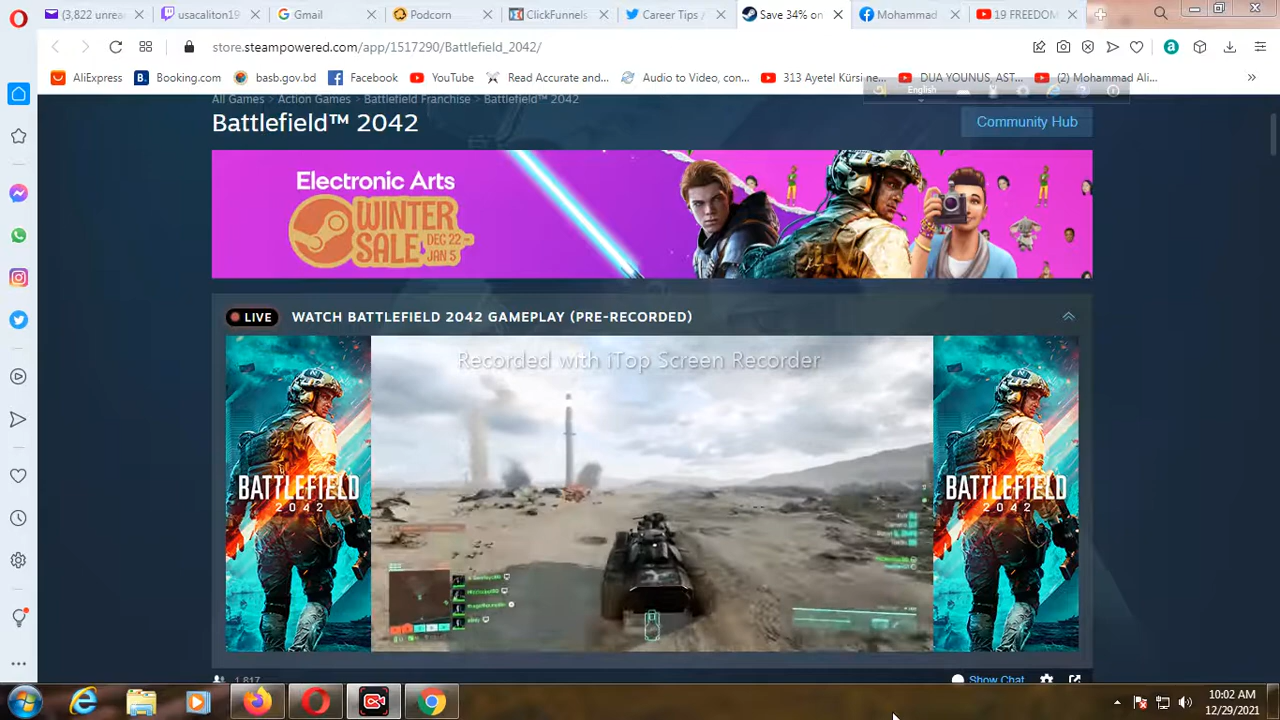 (3,822 unrea
usacaliton19
Gmail
Podcorn
ClickFunnels
Career Tips /
Save 34% on
Mohammad
19 FREEDOM
store.steampowered.com/app/1517290/Battlefield_2042/
AliExpress
Booking.com
basb.gov.bd
Facebook
YouTube
Read Accurate and...
Audio to Video, con...
313 Ayetel Kürsi ne...
DUA YOUNUS, AST...
(2) Mohammad Ali...
English
All Games > Action Games > Battlefield Franchise > Battlefield™ 2042
Battlefield™ 2042
Community Hub
Electronic Arts
WINTER
SALE
DEC 22 -
JAN 5
LIVE
WATCH BATTLEFIELD 2042 GAMEPLAY (PRE-RECORDED)
Recorded with iTop Screen Recorder
BATTLEFIELD
2042
BATTLEFIELD
2042
1,817
Show Chat
10:02 AM
12/29/2021